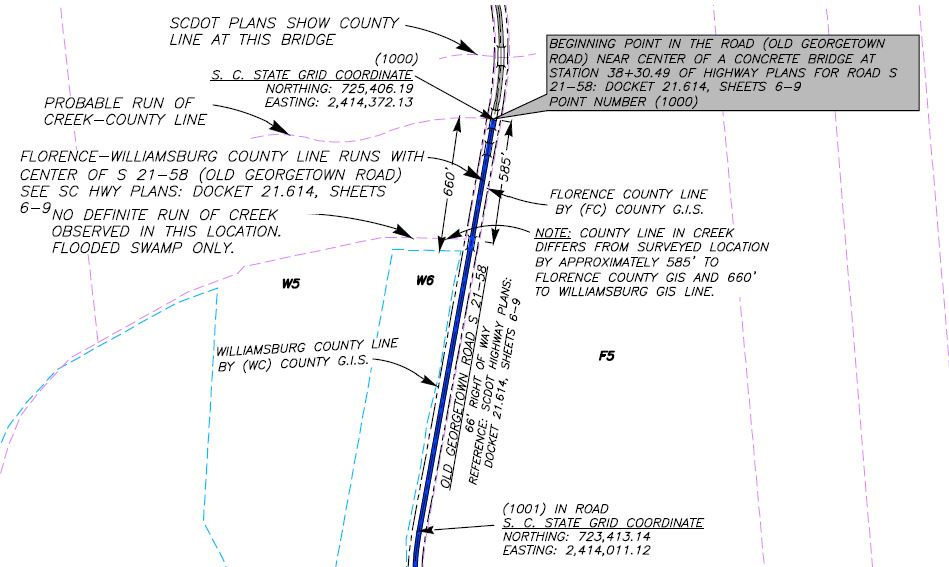 SCDOT PLANS SHOW COUNTY
LINE AT THIS BRIDGE
(1000)
S. C. STATE GRID COORDINATE
NORTHING: 725,406.19
EASTING: 2,414,372.13
BEGINNING POINT IN THE ROAD (OLD GEORGETOWN
ROAD) NEAR CENTER OF A CONCRETE BRIDGE AT
STATION 38+30.49 OF HIGHWAY PLANS FOR ROAD S
21-58: DOCKET 21.614, SHEETS 6-9
POINT NUMBER (1000)
PROBABLE RUN OF
CREEK-COUNTY LINE
FLORENCE-WILLIAMSBURG COUNTY LINE RUNS WITH
CENTER OF S 21-58 (OLD GEORGETOWN ROAD)
SEE SC HWY PLANS: DOCKET 21.614, SHEETS
6-9
NO DEFINITE RUN OF CREEK
OBSERVED IN THIS LOCATION.
FLOODED SWAMP ONLY.
660'
585'
FLORENCE COUNTY LINE
BY (FC) COUNTY G.I.S.
NOTE: COUNTY LINE IN CREEK
DIFFERS FROM SURVEYED LOCATION
BY APPROXIMATELY 585' TO
FLORENCE COUNTY GIS AND 660'
TO WILLIAMSBURG GIS LINE.
W5
W6
F5
WILLIAMSBURG COUNTY LINE
BY (WC) COUNTY G.I.S.
OLD GEORGETOWN ROAD S 21-58
66' RIGHT OF WAY
REFERENCE: SCDOT HIGHWAY PLANS:
DOCKET 21.614, SHEETS 6-9
(1001) IN ROAD
S. C. STATE GRID COORDINATE
NORTHING: 723,413.14
EASTING: 2,414,011.12